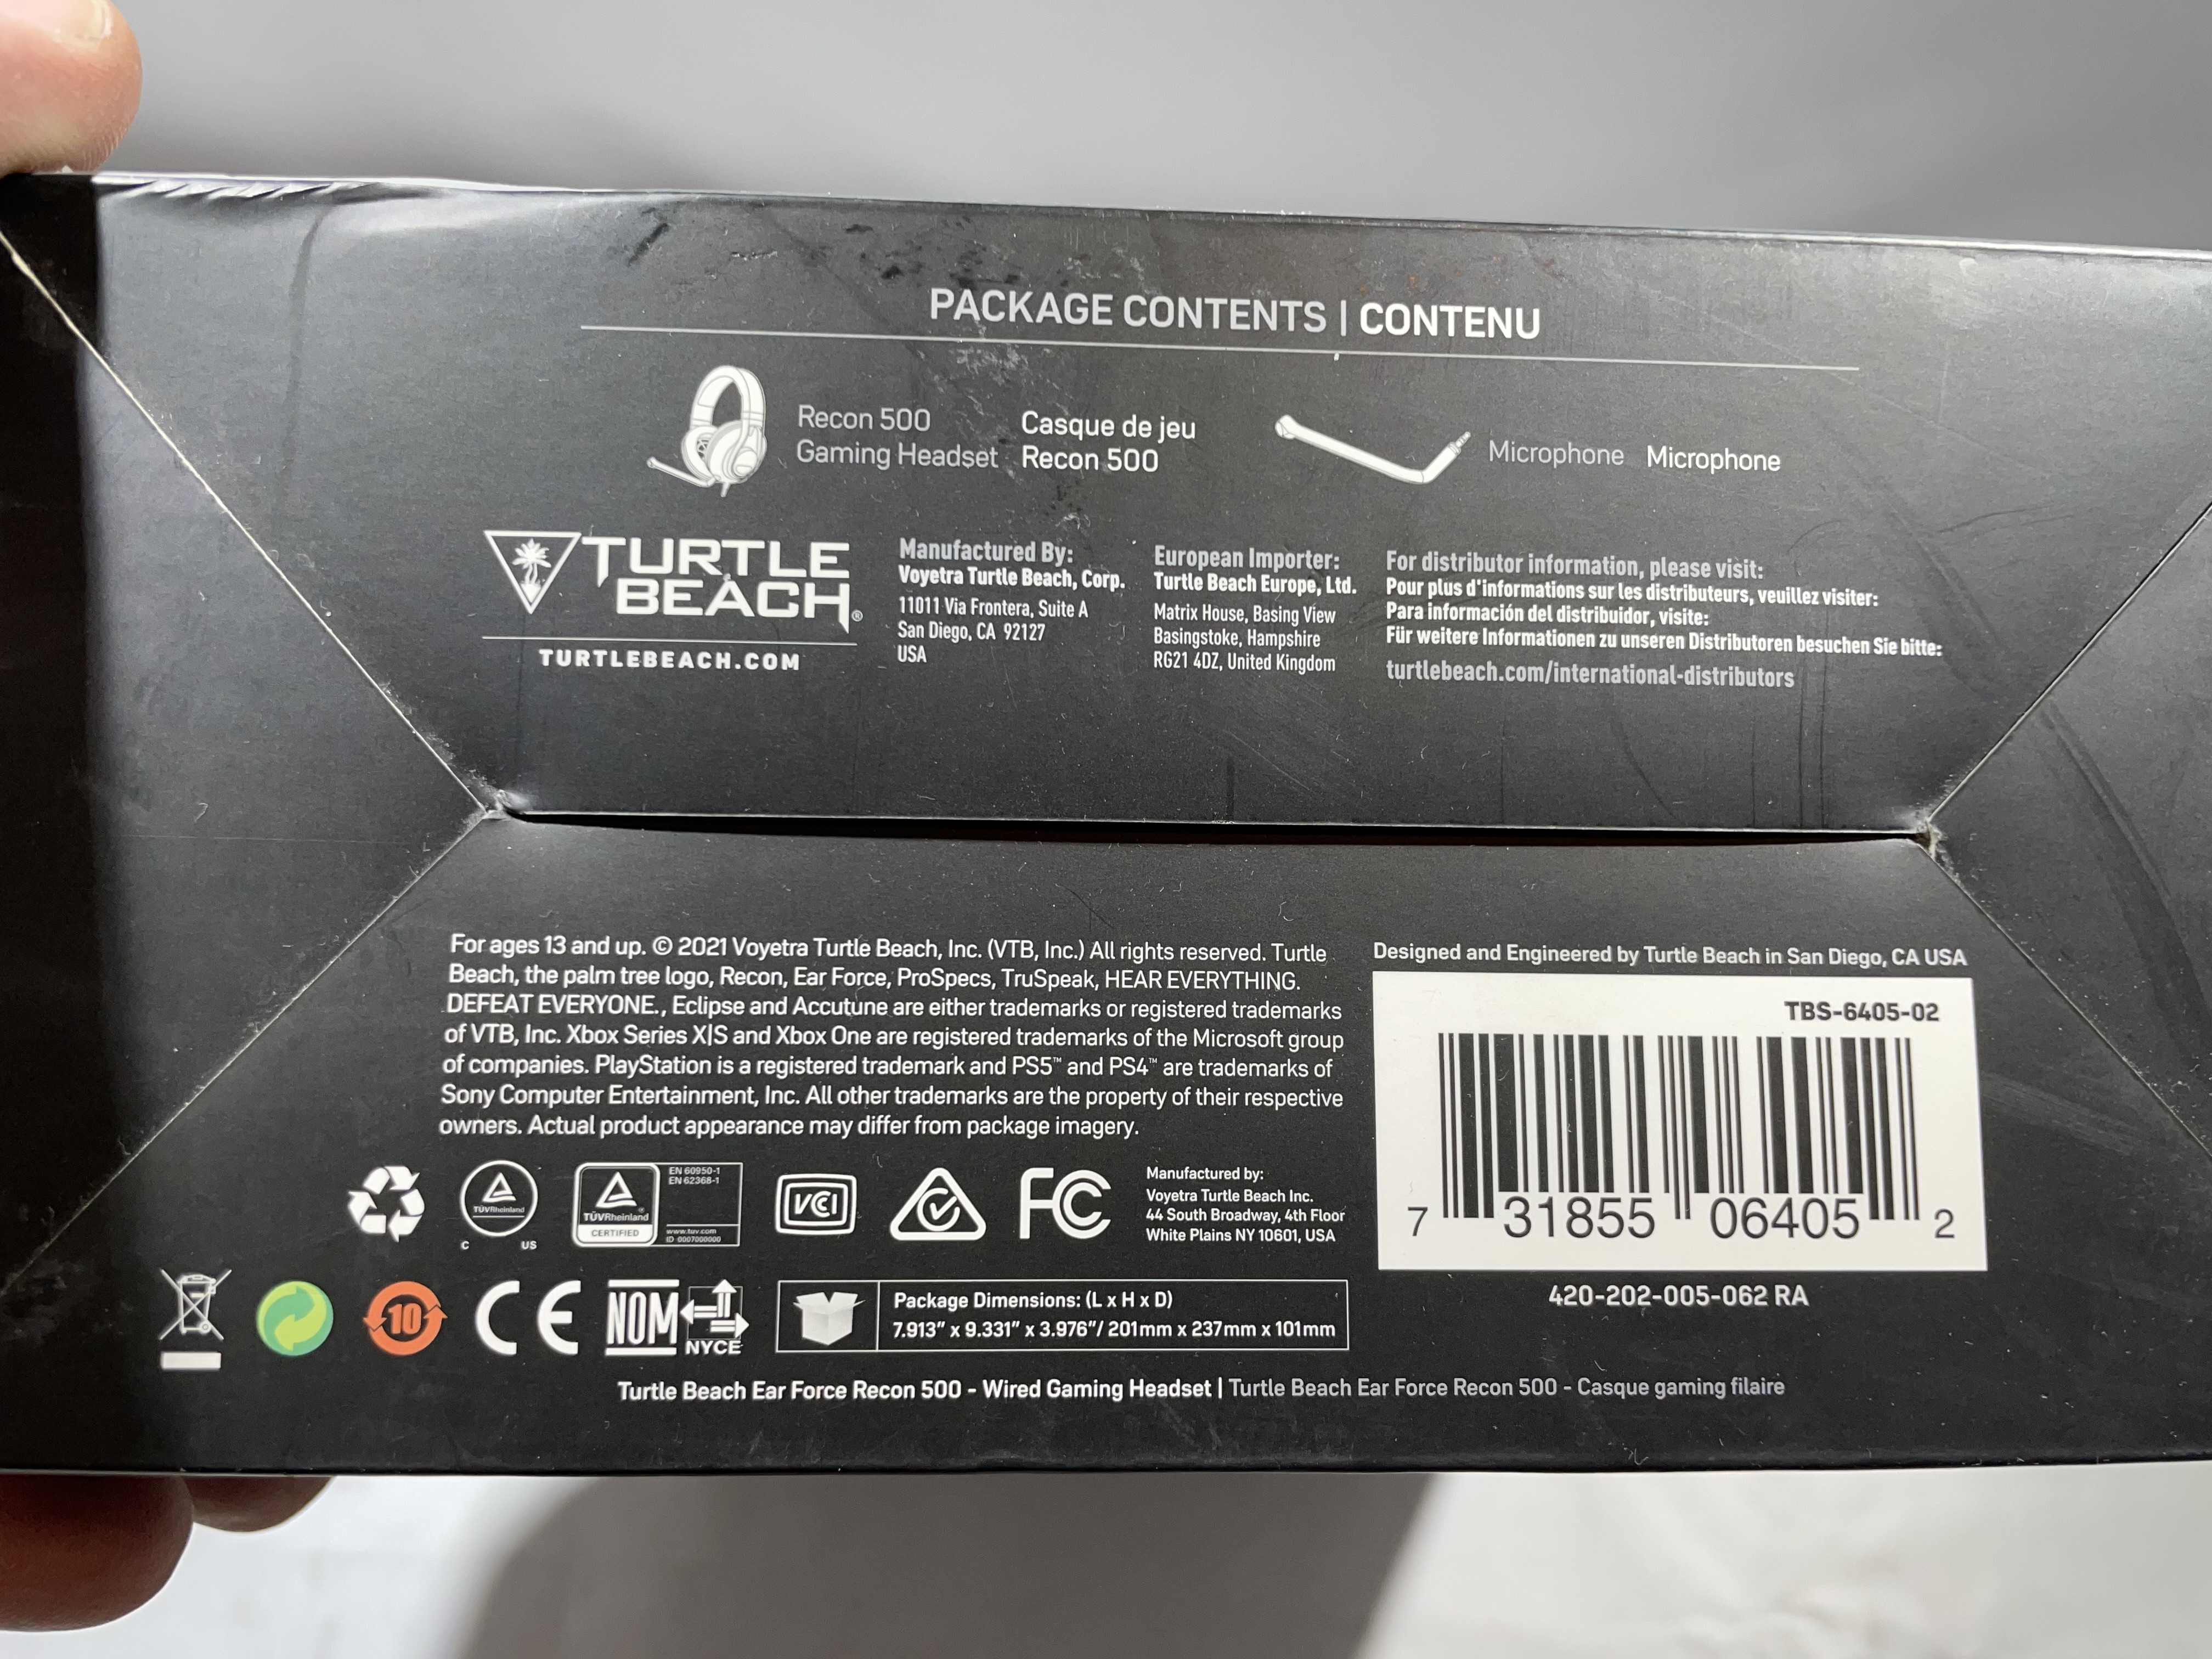 PACKAGE CONTENTS | CONTENU
Recon 500
Gaming Headset
Casque de jeu
Recon 500
Microphone Microphone
TURTLE
BEACH®
TURTLEBEACH.COM
Manufactured By:
Voyetra Turtle Beach, Corp.
11011 Via Frontera, Suite A
San Diego, CA 92127
USA
European Importer:
Turtle Beach Europe, Ltd.
Matrix House, Basing View
Basingstoke, Hampshire
RG21 4DZ, United Kingdom
For distributor information, please visit:
Pour plus d'informations sur les distributeurs, veuillez visiter:
Para información del distribuidor, visite:
Für weitere Informationen zu unseren Distributoren besuchen Sie bitte:
turtlebeach.com/international-distributors
For ages 13 and up. © 2021 Voyetra Turtle Beach, Inc. (VTB, Inc.) All rights reserved. Turtle
Beach, the palm tree logo, Recon, Ear Force, ProSpecs, TruSpeak, HEAR EVERYTHING.
DEFEAT EVERYONE., Eclipse and Accutune are either trademarks or registered trademarks
of VTB, Inc. Xbox Series X|S and Xbox One are registered trademarks of the Microsoft group
of companies. PlayStation is a registered trademark and PS5™ and PS4™ are trademarks of
Sony Computer Entertainment, Inc. All other trademarks are the property of their respective
owners. Actual product appearance may differ from package imagery.
Designed and Engineered by Turtle Beach in San Diego, CA USA
TBS-6405-02
7 31855 06405 2
420-202-005-062 RA
TÜVRheinland
C US
TÜVRheinland®
CERTIFIED
EN 60950-1
EN 62368-1
www.tuv.com
ID 0007000000
VCI
FC
Manufactured by:
Voyetra Turtle Beach Inc.
44 South Broadway, 4th Floor
White Plains NY 10601, USA
10
CE
NOM
NYCE
Package Dimensions: (L x H x D)
7.913" x 9.331" x 3.976"/ 201mm x 237mm x 101mm
Turtle Beach Ear Force Recon 500 - Wired Gaming Headset | Turtle Beach Ear Force Recon 500 - Casque gaming filaire